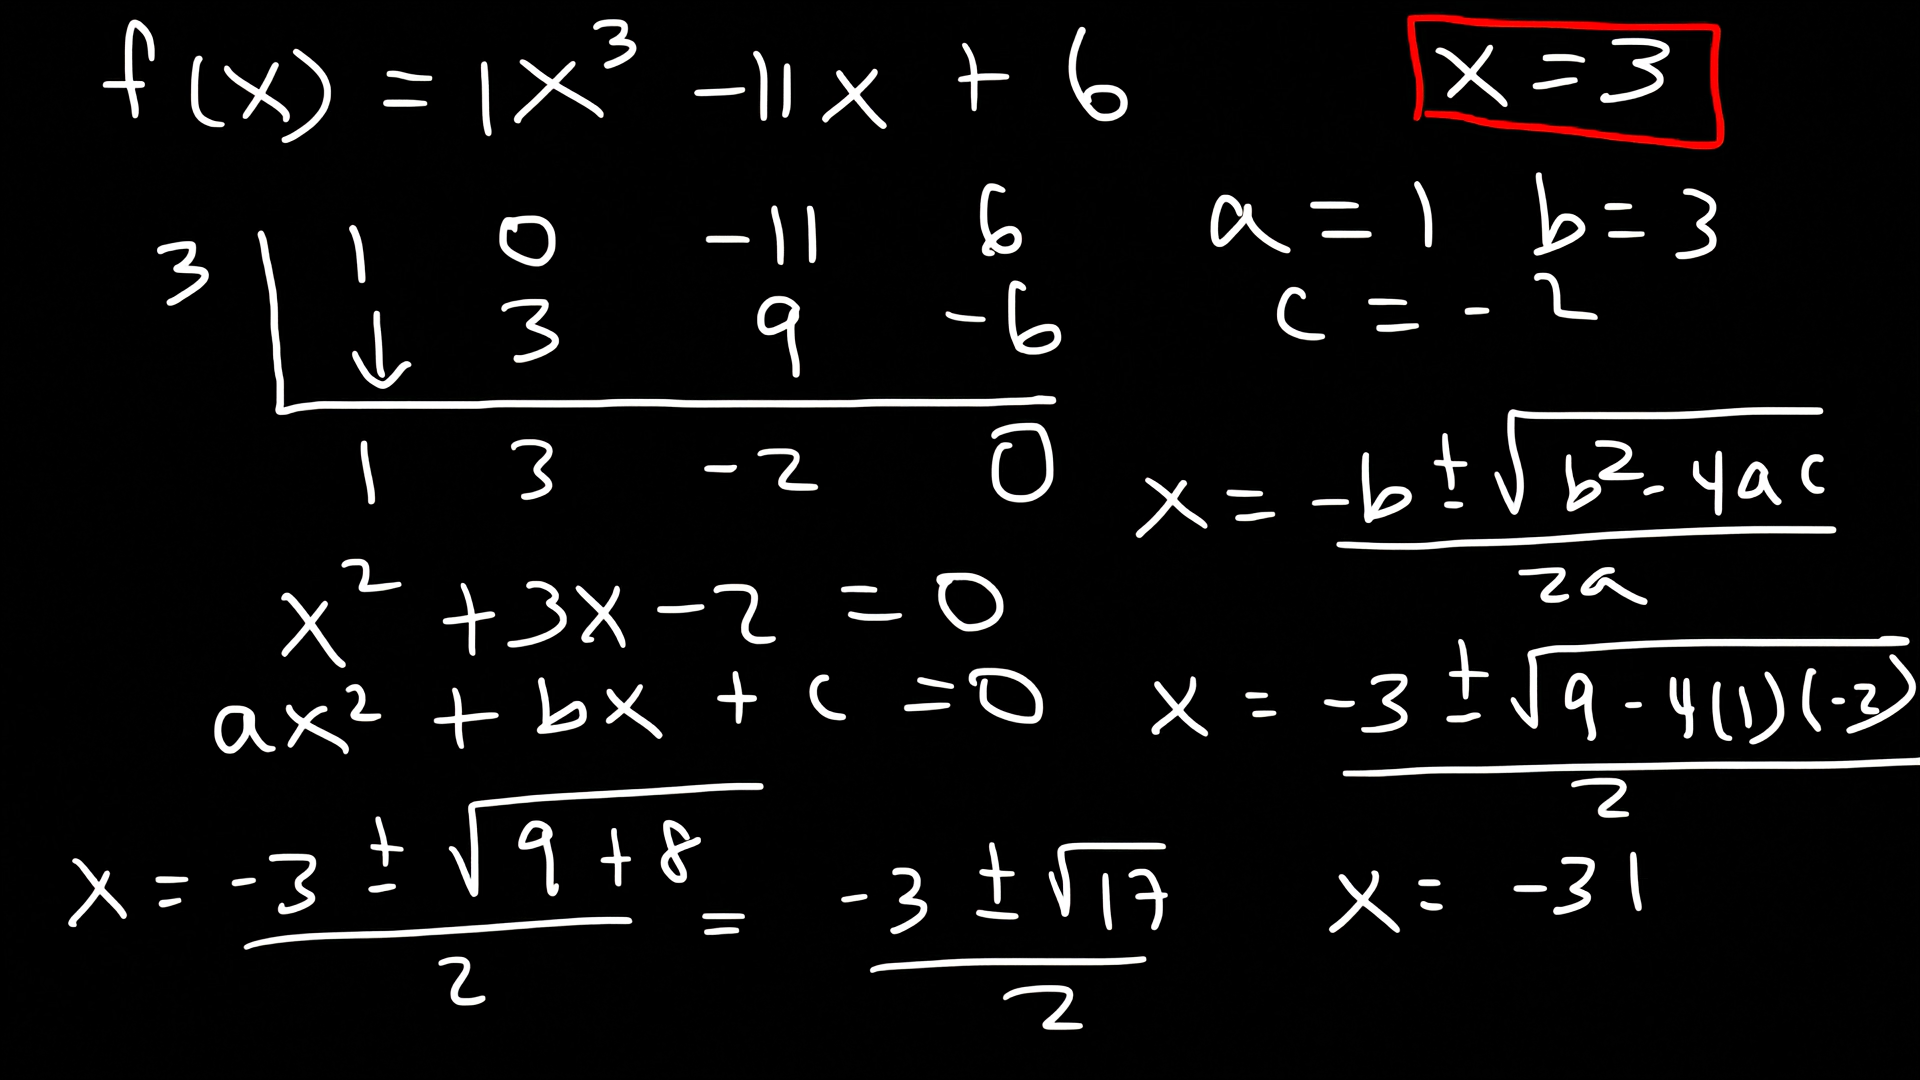 f(x) = 1x³ -11x + 6
x = 3
3 | 1 0 -11 6
↓ 3 9 -6
1 3 -2 0
a = 1 b = 3
c = -2
x = (-b ± √(b² - 4ac)) / 2a
x² + 3x - 2 = 0
ax² + bx + c = 0
x = (-3 ± √(9 - 4(1)(-2))) / 2
x = (-3 ± √(9 + 8)) / 2 = (-3 ± √17) / 2
x = -31